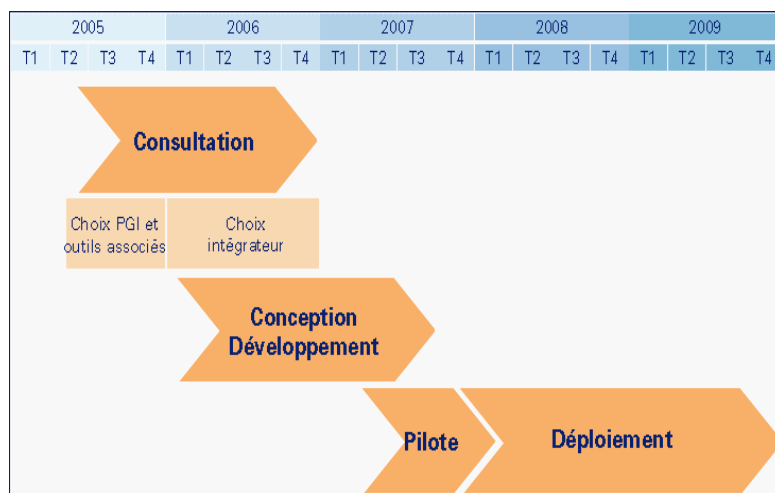 2005 2006 2007 2008 2009
T1 T2 T3 T4 T1 T2 T3 T4 T1 T2 T3 T4 T1 T2 T3 T4 T1 T2 T3 T4
Consultation
Choix PGI et
outils associés
Choix
intégrateur
Conception
Développement
Pilote
Déploiement